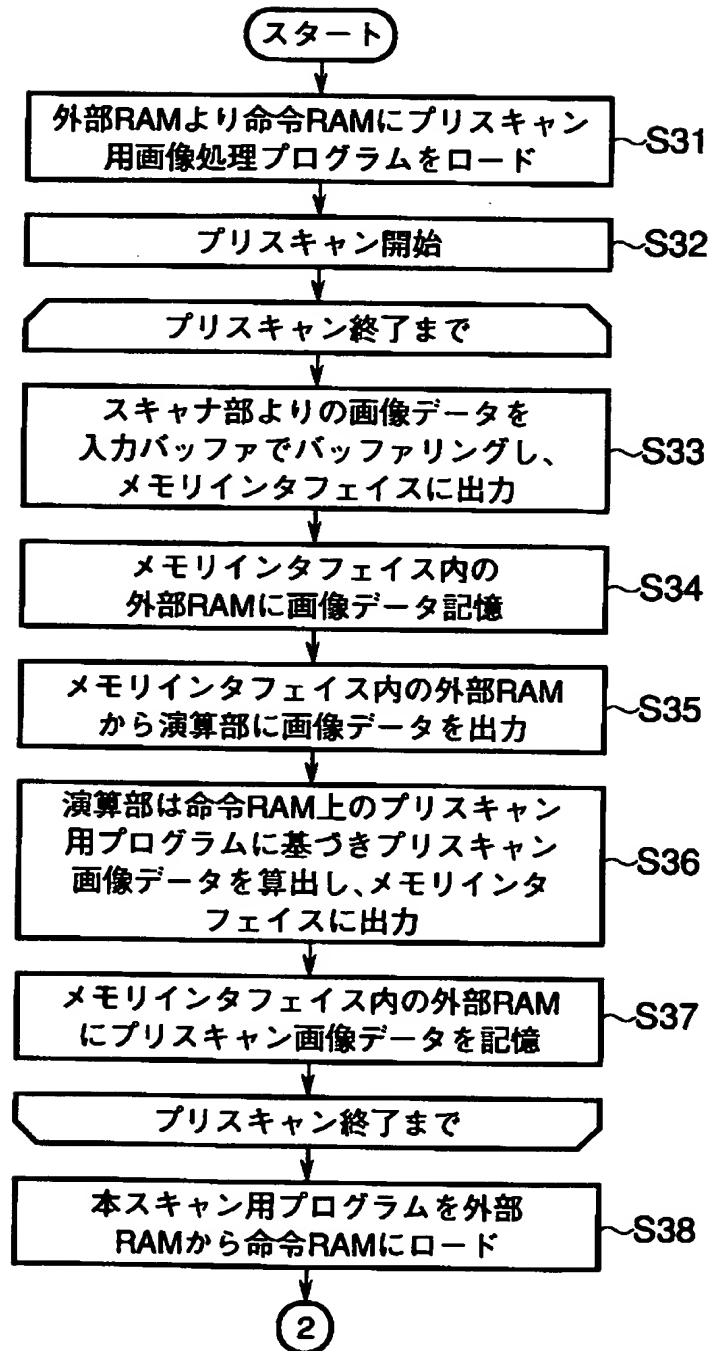 スタート
外部RAMより命令RAMにプリスキャン
用画像処理プログラムをロード
S31
プリスキャン開始
S32
プリスキャン終了まで
スキャナ部よりの画像データを
入力バッファでバッファリングし、
メモリインタフェイスに出力
S33
メモリインタフェイス内の
外部RAMに画像データ記憶
S34
メモリインタフェイス内の外部RAM
から演算部に画像データを出力
S35
演算部は命令RAM上のプリスキャン
用プログラムに基づきプリスキャン
画像データを算出し、メモリインタ
フェイスに出力
S36
メモリインタフェイス内の外部RAM
にプリスキャン画像データを記憶
S37
プリスキャン終了まで
本スキャン用プログラムを外部
RAMから命令RAMにロード
S38
2